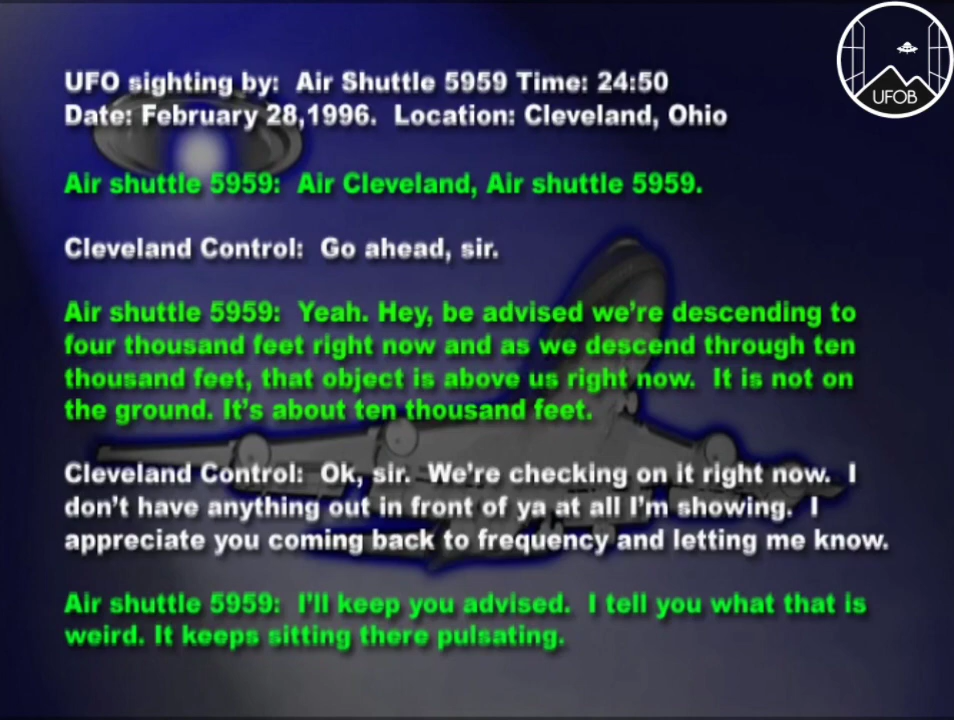 UFO sighting by: Air Shuttle 5959 Time: 24:50
Date: February 28,1996. Location: Cleveland, Ohio
UFOB
Air shuttle 5959: Air Cleveland, Air shuttle 5959.
Cleveland Control: Go ahead, sir.
Air shuttle 5959: Yeah. Hey, be advised we're descending to
four thousand feet right now and as we descend through ten
thousand feet, that object is above us right now. It is not on
the ground. It's about ten thousand feet.
Cleveland Control: Ok, sir. We're checking on it right now. I
don't have anything out in front of ya at all I'm showing. I
appreciate you coming back to frequency and letting me know.
Air shuttle 5959: I'll keep you advised. I tell you what that is
weird. It keeps sitting there pulsating.